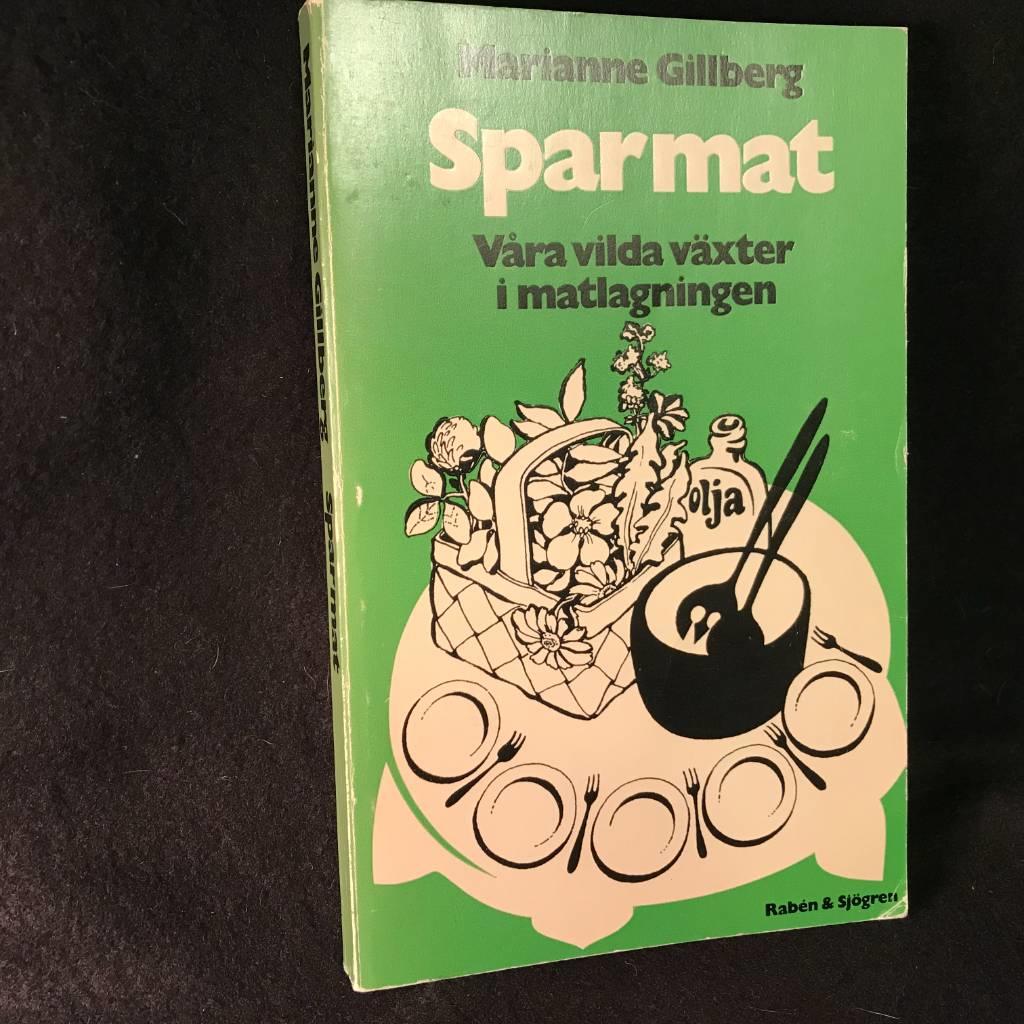 Marianne Gillberg
Sparmat
Våra vilda växter
i matlagningen
olja
Rabén & Sjögren
Marianne Gillberg Sparmat